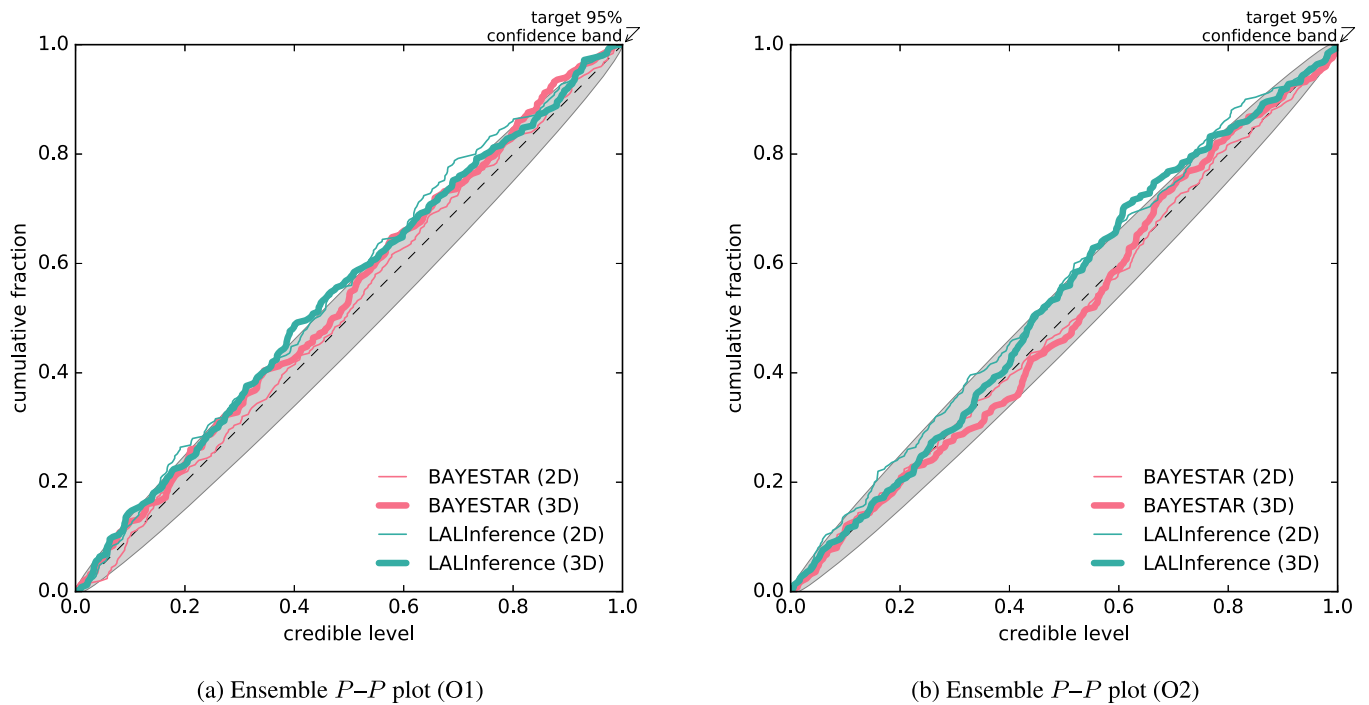 target 95%
confidence band
1.0
0.8
0.6
0.4
0.2
0.0
cumulative fraction
BAYESTAR (2D)
BAYESTAR (3D)
LALInference (2D)
LALInference (3D)
0.0 0.2 0.4 0.6 0.8 1.0
credible level
(a) Ensemble P–P plot (O1)
target 95%
confidence band
1.0
0.8
0.6
0.4
0.2
0.0
cumulative fraction
BAYESTAR (2D)
BAYESTAR (3D)
LALInference (2D)
LALInference (3D)
0.0 0.2 0.4 0.6 0.8 1.0
credible level
(b) Ensemble P–P plot (O2)